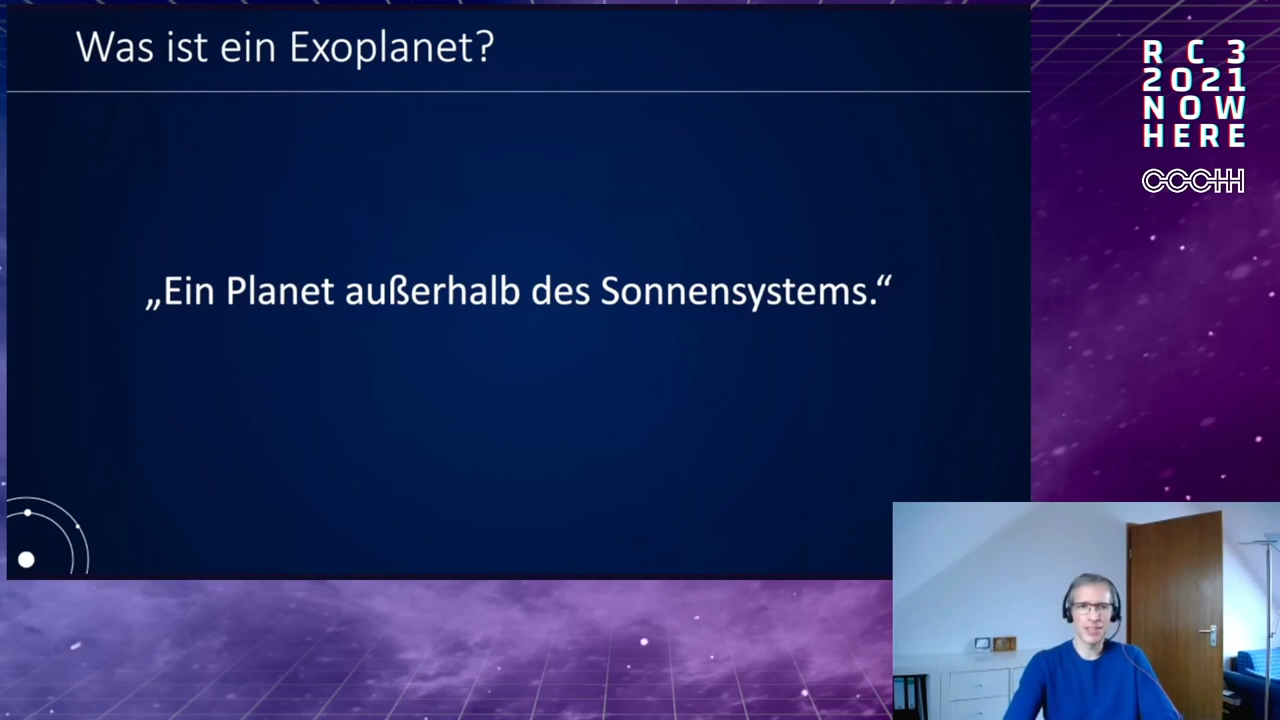 Was ist ein Exoplanet?
„Ein Planet außerhalb des Sonnensystems.“
R C 3
2021
NOW
HERE
CCCHH